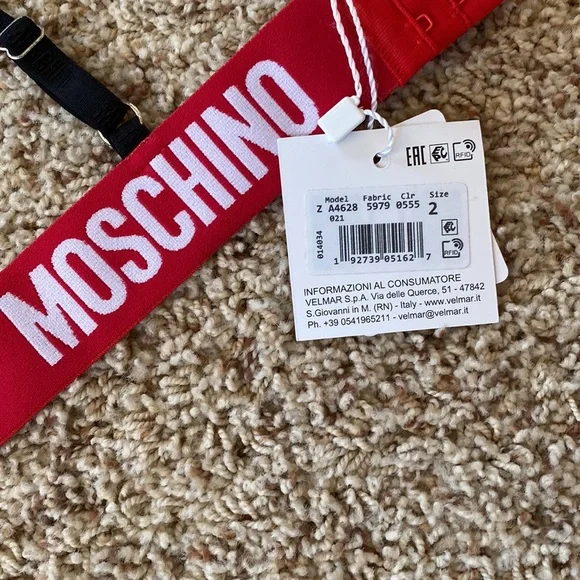 MOSCHINO
EAC
RFID
Model Fabric Clr Size
Z A4628 5979 0555 2
021
014034
1 92739 05162 7
RFID
INFORMAZIONI AL CONSUMATORE
VELMAR S.p.A. Via delle Querce, 51 - 47842
S.Giovanni in M. (RN) - Italy - www.velmar.it
Ph. +39 0541965211 - velmar@velmar.it